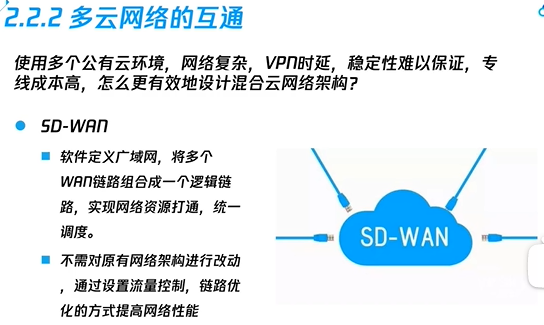 2.2.2 多云网络的互通
使用多个公有云环境，网络复杂，VPN时延，稳定性难以保证，专
线成本高，怎么更有效地设计混合云网络架构？
SD-WAN
软件定义广域网，将多个
WAN链路组合成一个逻辑链
路，实现网络资源打通，统一
调度。
不需对原有网络架构进行改动
，通过设置流量控制，链路优
化的方式提高网络性能
SD-WAN